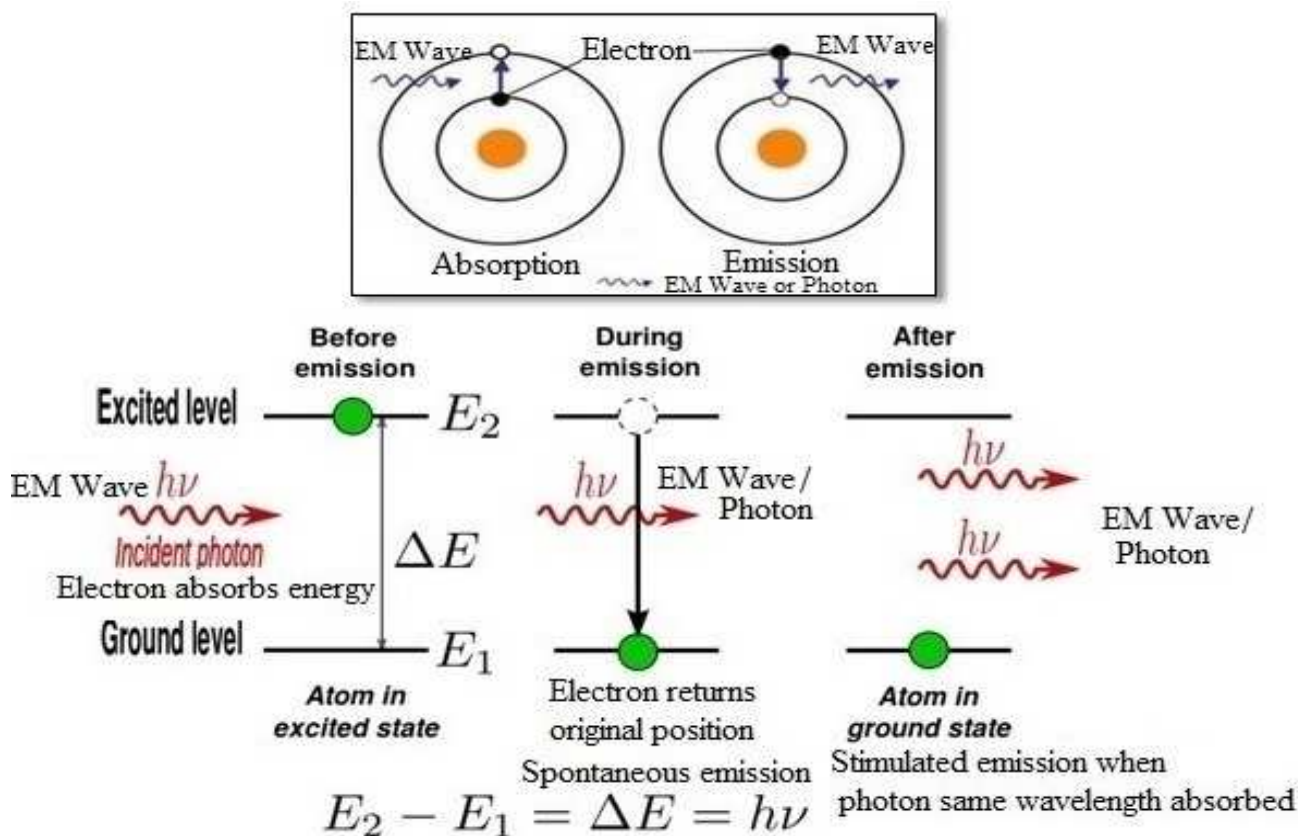 EM Wave
Electron
EM Wave
Absorption
Emission
EM Wave or Photon
Before
emission
During
emission
After
emission
Excited level
E₂
EM Wave hν
Incident photon
Electron absorbs energy
ΔE
hν
EM Wave/
Photon
hν
hν
EM Wave/
Photon
Ground level
E₁
Atom in
excited state
Electron returns
original position
Spontaneous emission
Atom in
ground state
Stimulated emission when
photon same wavelength absorbed
E₂ − E₁ = ΔE = hν